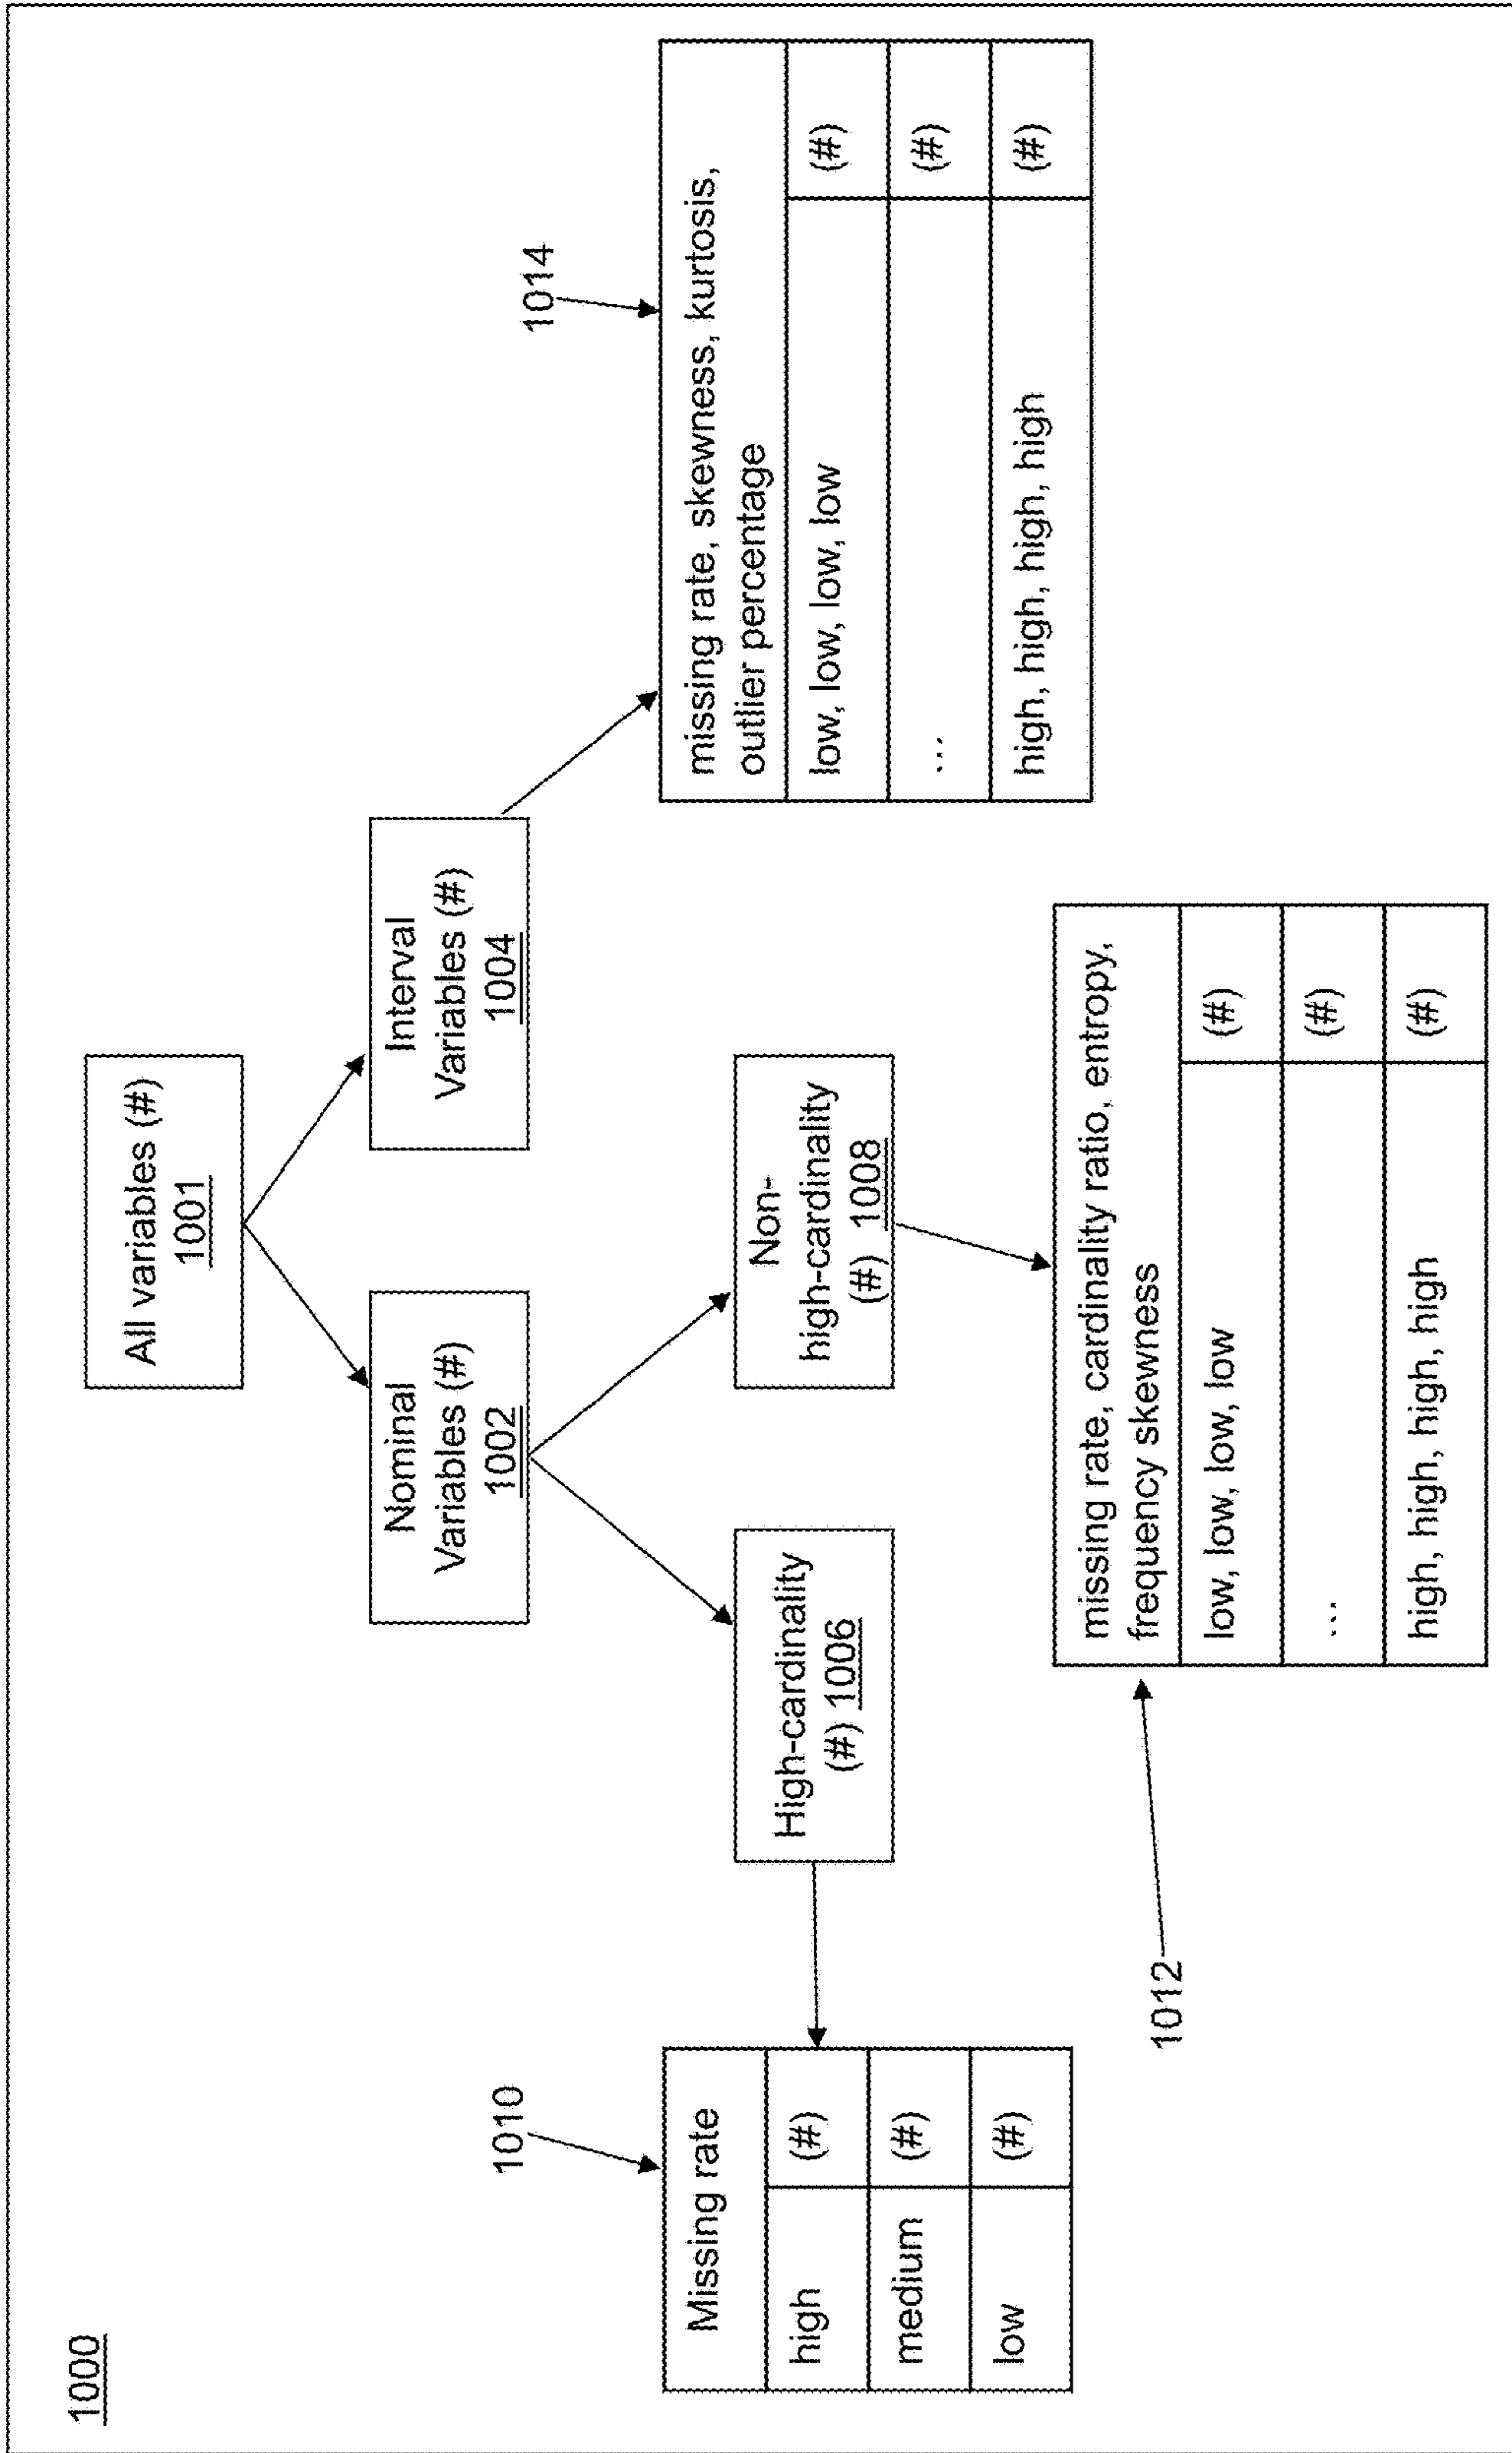 1000
All variables (#)
1001
Nominal
Variables (#)
1002
Interval
Variables (#)
1004
1010
1014
Missing rate
high
(#)
medium
(#)
low
(#)
High-cardinality
(#) 1006
Non-
high-cardinality
(#) 1008
missing rate, skewness, kurtosis,
outlier percentage
low, low, low, low
(#)
...
(#)
high, high, high, high
(#)
1012
missing rate, cardinality ratio, entropy,
frequency skewness
low, low, low, low
(#)
...
(#)
high, high, high, high
(#)